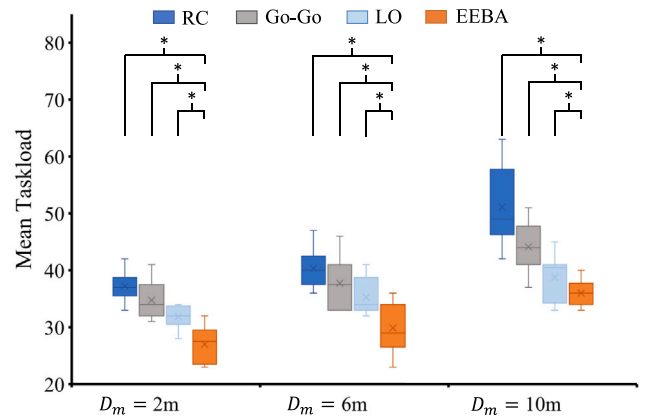 RC Go-Go LO EEBA
Mean Taskload
80
70
60
50
40
30
20
* * *
* * *
* * *
D_m = 2m D_m = 6m D_m = 10m